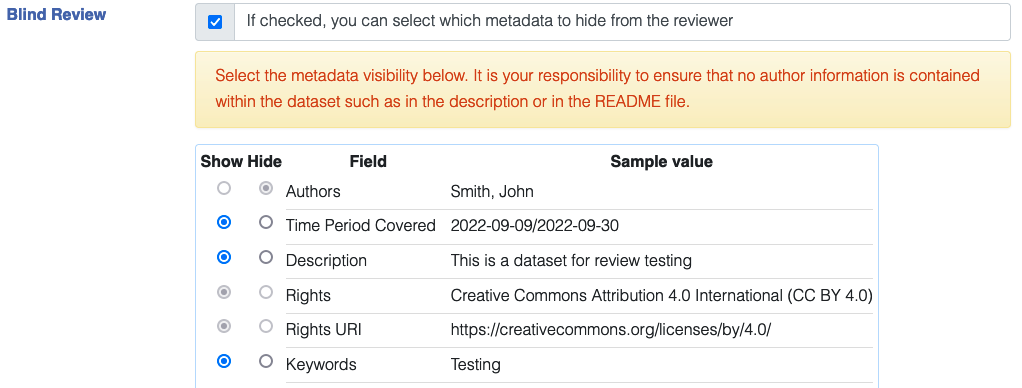 Blind Review
If checked, you can select which metadata to hide from the reviewer
Select the metadata visibility below. It is your responsibility to ensure that no author information is contained
within the dataset such as in the description or in the README file.
Show Hide Field Sample value
Authors Smith, John
Time Period Covered 2022-09-09/2022-09-30
Description This is a dataset for review testing
Rights Creative Commons Attribution 4.0 International (CC BY 4.0)
Rights URI https://creativecommons.org/licenses/by/4.0/
Keywords Testing